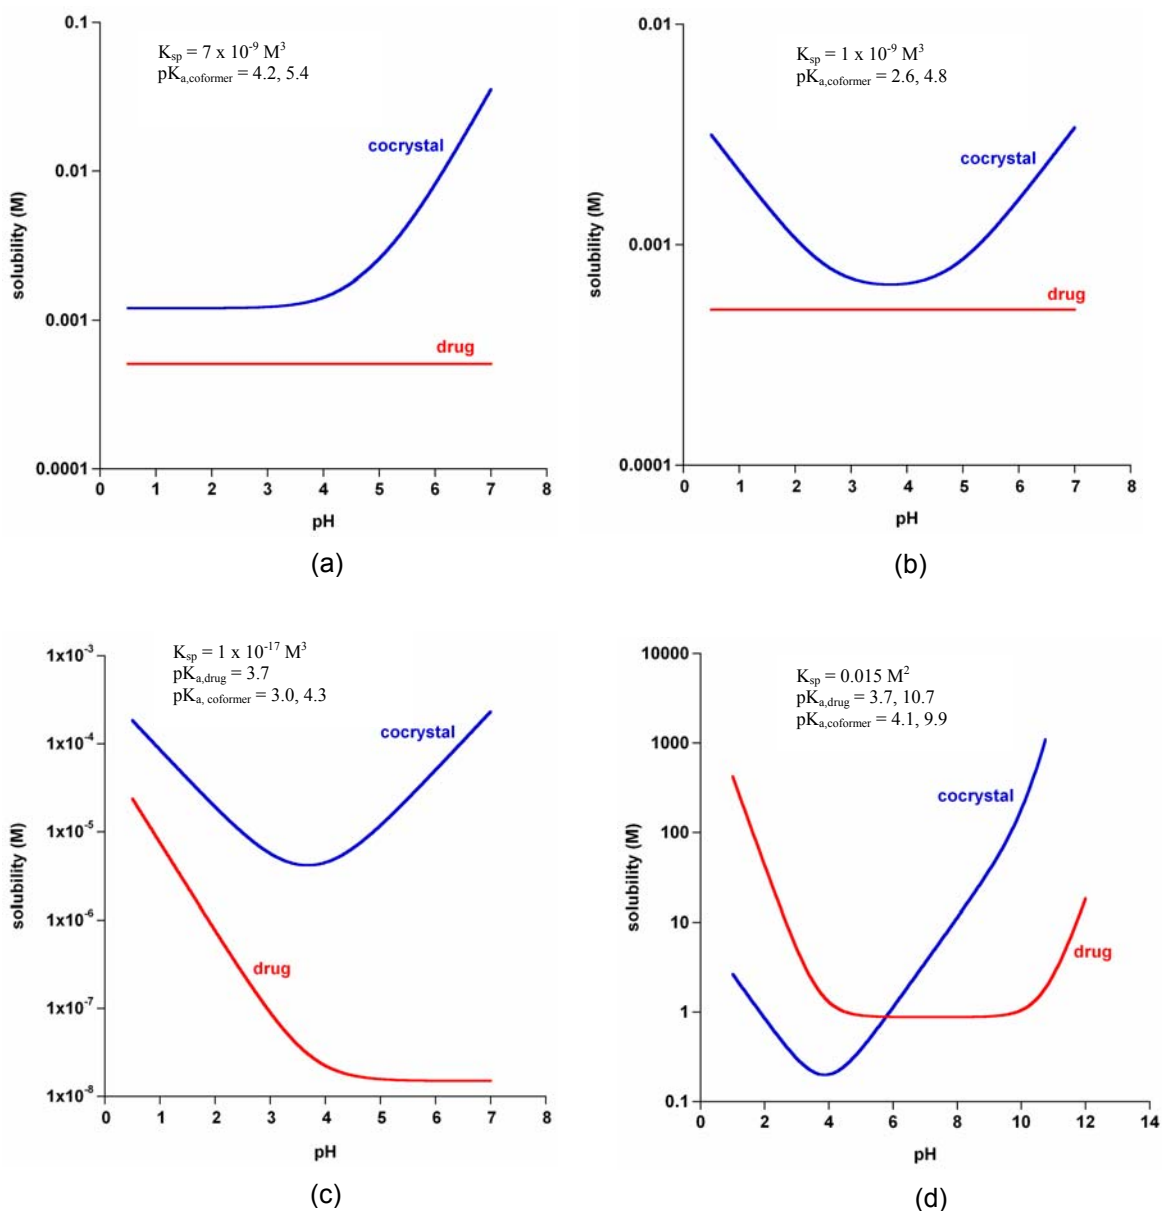 0.1
K_sp = 7 x 10⁻⁹ M³
pK_a,coformer = 4.2, 5.4
cocrystal
0.01
solubility (M)
0.001
drug
0.0001
0 1 2 3 4 5 6 7 8
pH
(a)
0.01
K_sp = 1 x 10⁻⁹ M³
pK_a,coformer = 2.6, 4.8
cocrystal
solubility (M)
0.001
drug
0.0001
0 1 2 3 4 5 6 7 8
pH
(b)
1x10⁻³
K_sp = 1 x 10⁻¹⁷ M³
pK_a,drug = 3.7
pK_a, coformer = 3.0, 4.3
cocrystal
1x10⁻⁴
solubility (M)
1x10⁻⁵
1x10⁻⁶
drug
1x10⁻⁷
1x10⁻⁸
0 1 2 3 4 5 6 7 8
pH
(c)
10000
K_sp = 0.015 M²
pK_a,drug = 3.7, 10.7
pK_a,coformer = 4.1, 9.9
1000
cocrystal
100
solubility (M)
10
drug
1
0.1
0 2 4 6 8 10 12 14
pH
(d)